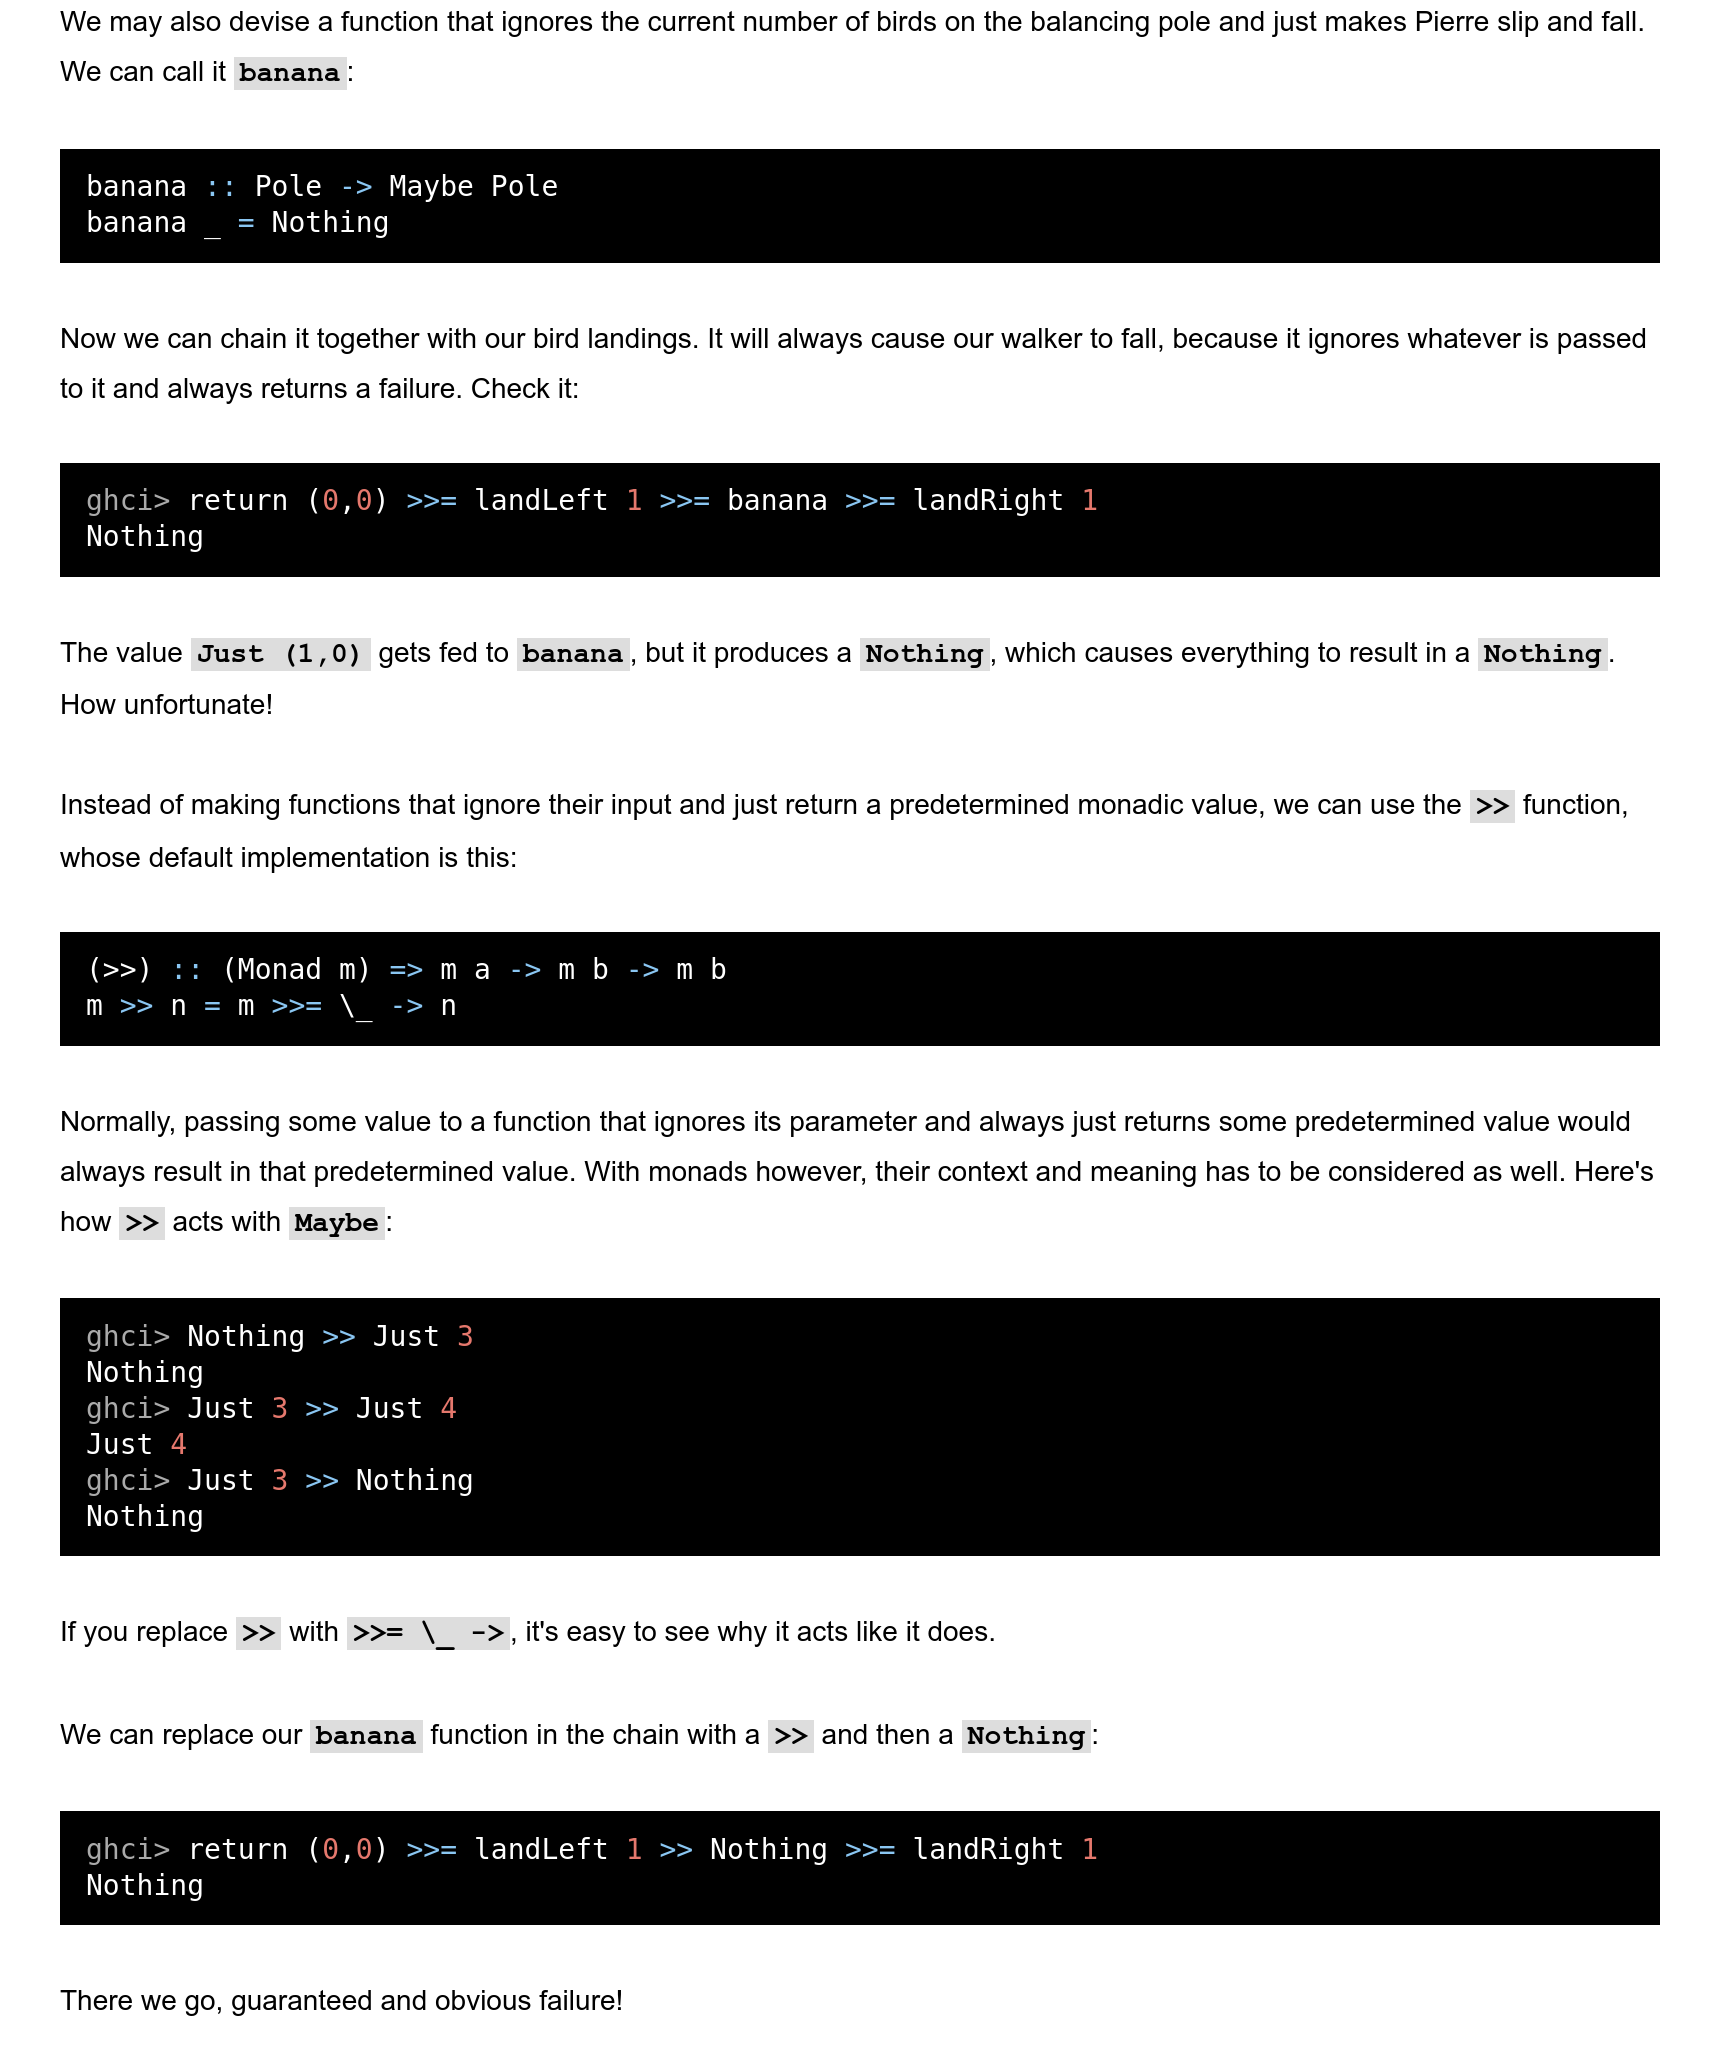 We may also devise a function that ignores the current number of birds on the balancing pole and just makes Pierre slip and fall.
We can call it banana:
banana :: Pole -> Maybe Pole
banana _ = Nothing
Now we can chain it together with our bird landings. It will always cause our walker to fall, because it ignores whatever is passed
to it and always returns a failure. Check it:
ghci> return (0,0) >>= landLeft 1 >>= banana >>= landRight 1
Nothing
The value Just (1,0) gets fed to banana, but it produces a Nothing, which causes everything to result in a Nothing.
How unfortunate!
Instead of making functions that ignore their input and just return a predetermined monadic value, we can use the >> function,
whose default implementation is this:
(>>) :: (Monad m) => m a -> m b -> m b
m >> n = m >>= \_ -> n
Normally, passing some value to a function that ignores its parameter and always just returns some predetermined value would
always result in that predetermined value. With monads however, their context and meaning has to be considered as well. Here's
how >> acts with Maybe:
ghci> Nothing >> Just 3
Nothing
ghci> Just 3 >> Just 4
Just 4
ghci> Just 3 >> Nothing
Nothing
If you replace >> with >>= \_ ->, it's easy to see why it acts like it does.
We can replace our banana function in the chain with a >> and then a Nothing:
ghci> return (0,0) >>= landLeft 1 >> Nothing >>= landRight 1
Nothing
There we go, guaranteed and obvious failure!